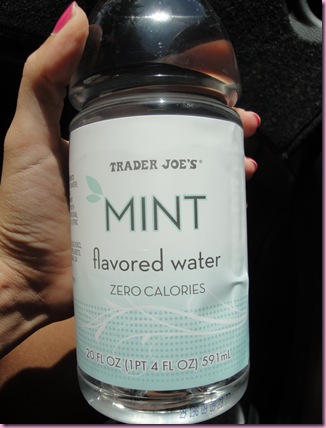 TRADER JOE'S®
MINT
flavored water
ZERO CALORIES
20 FL OZ (1PT 4 FL OZ) 591mL